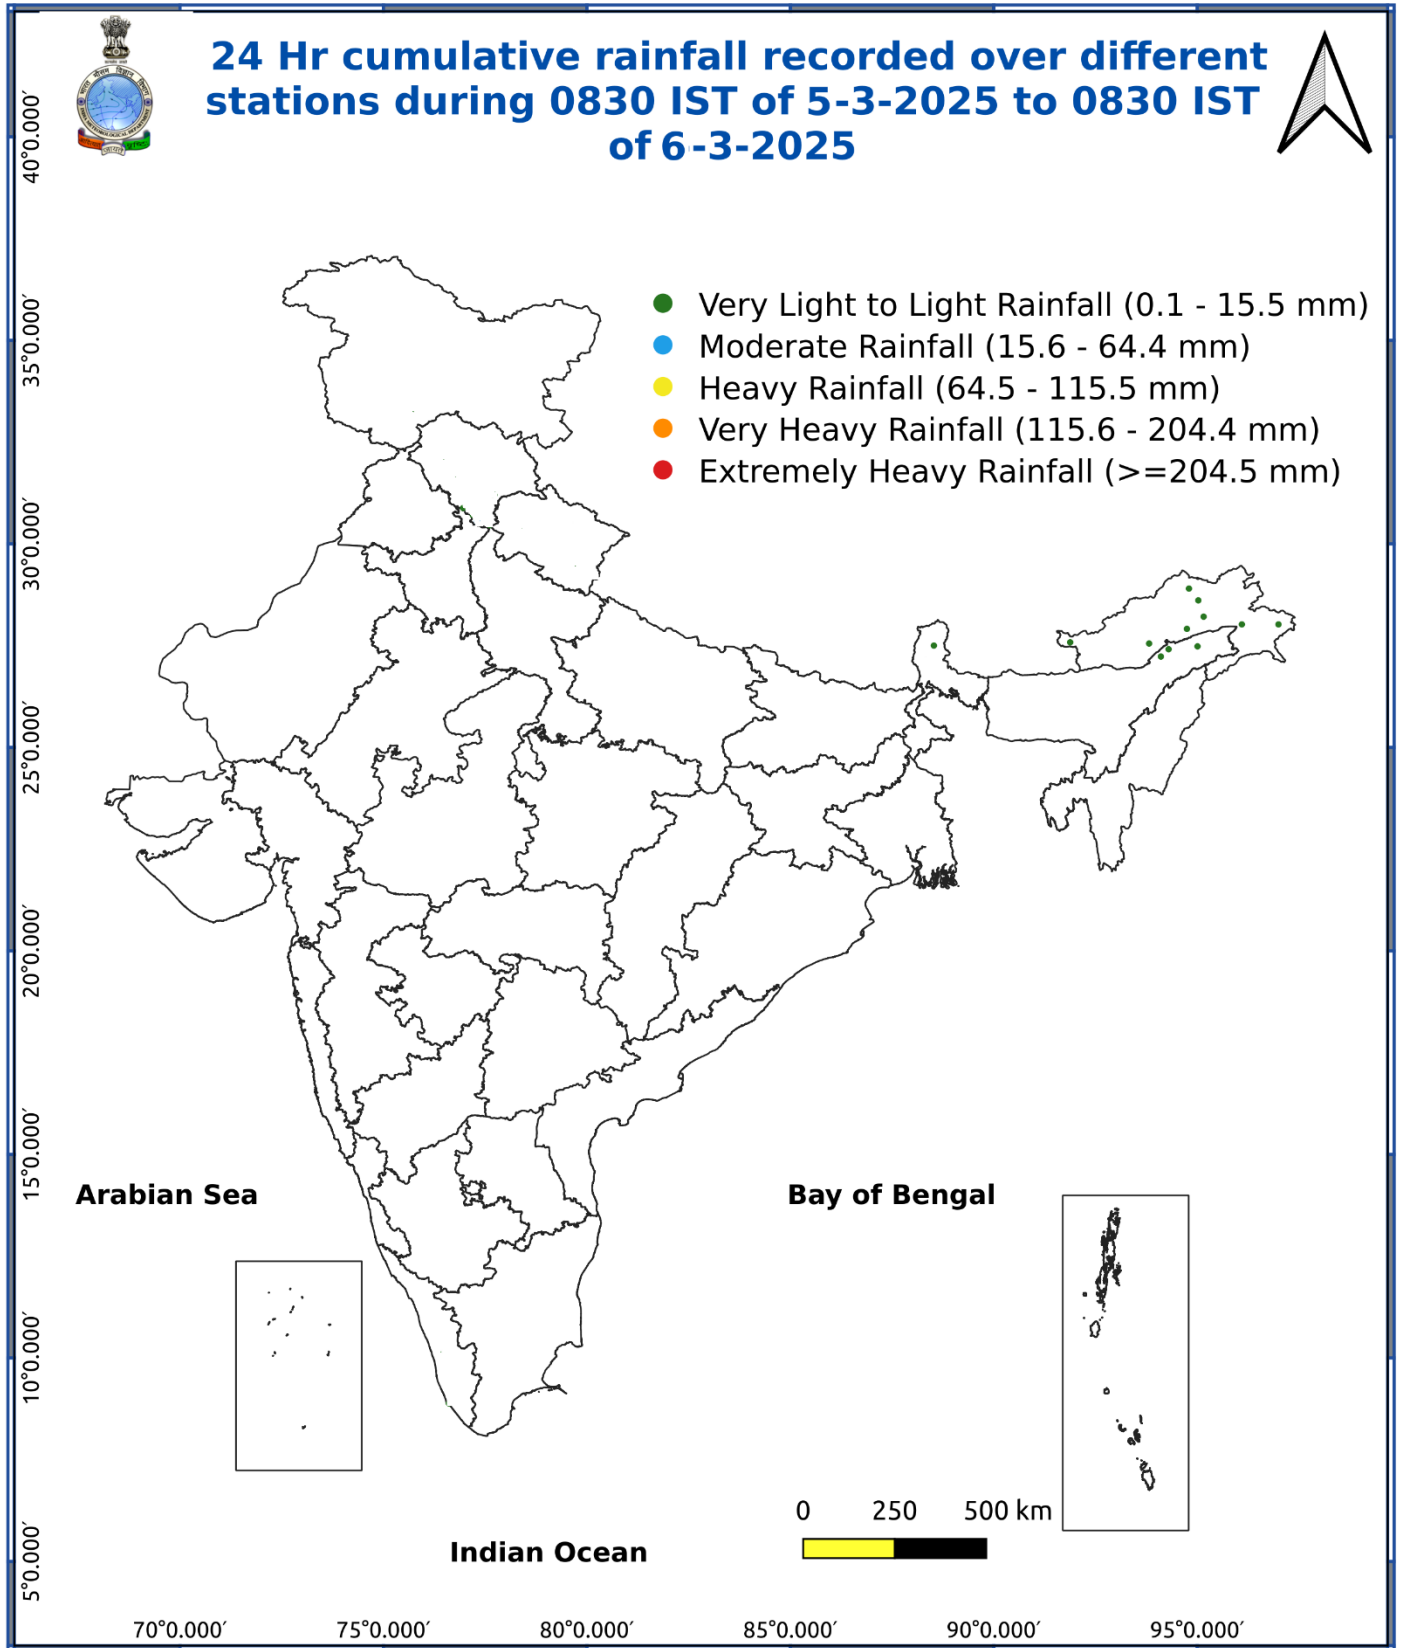 24 Hr cumulative rainfall recorded over different
stations during 0830 IST of 5-3-2025 to 0830 IST
of 6-3-2025
Very Light to Light Rainfall (0.1 - 15.5 mm)
Moderate Rainfall (15.6 - 64.4 mm)
Heavy Rainfall (64.5 - 115.5 mm)
Very Heavy Rainfall (115.6 - 204.4 mm)
Extremely Heavy Rainfall (>=204.5 mm)
40°0.000′
35°0.000′
30°0.000′
25°0.000′
20°0.000′
15°0.000′
10°0.000′
5°0.000′
Arabian Sea
Bay of Bengal
Indian Ocean
0 250 500 km
70°0.000′ 75°0.000′ 80°0.000′ 85°0.000′ 90°0.000′ 95°0.000′